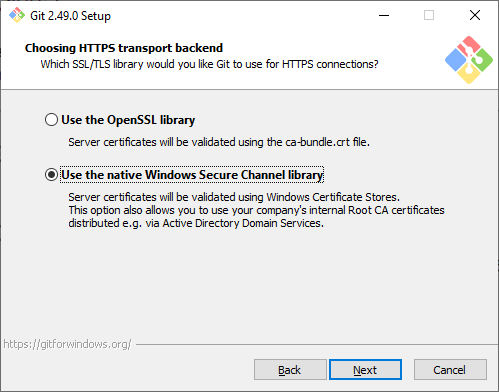 Git 2.49.0 Setup
Choosing HTTPS transport backend
Which SSL/TLS library would you like Git to use for HTTPS connections?
Use the OpenSSL library
Server certificates will be validated using the ca-bundle.crt file.
Use the native Windows Secure Channel library
Server certificates will be validated using Windows Certificate Stores.
This option also allows you to use your company's internal Root CA certificates
distributed e.g. via Active Directory Domain Services.
https://gitforwindows.org/
Back Next Cancel